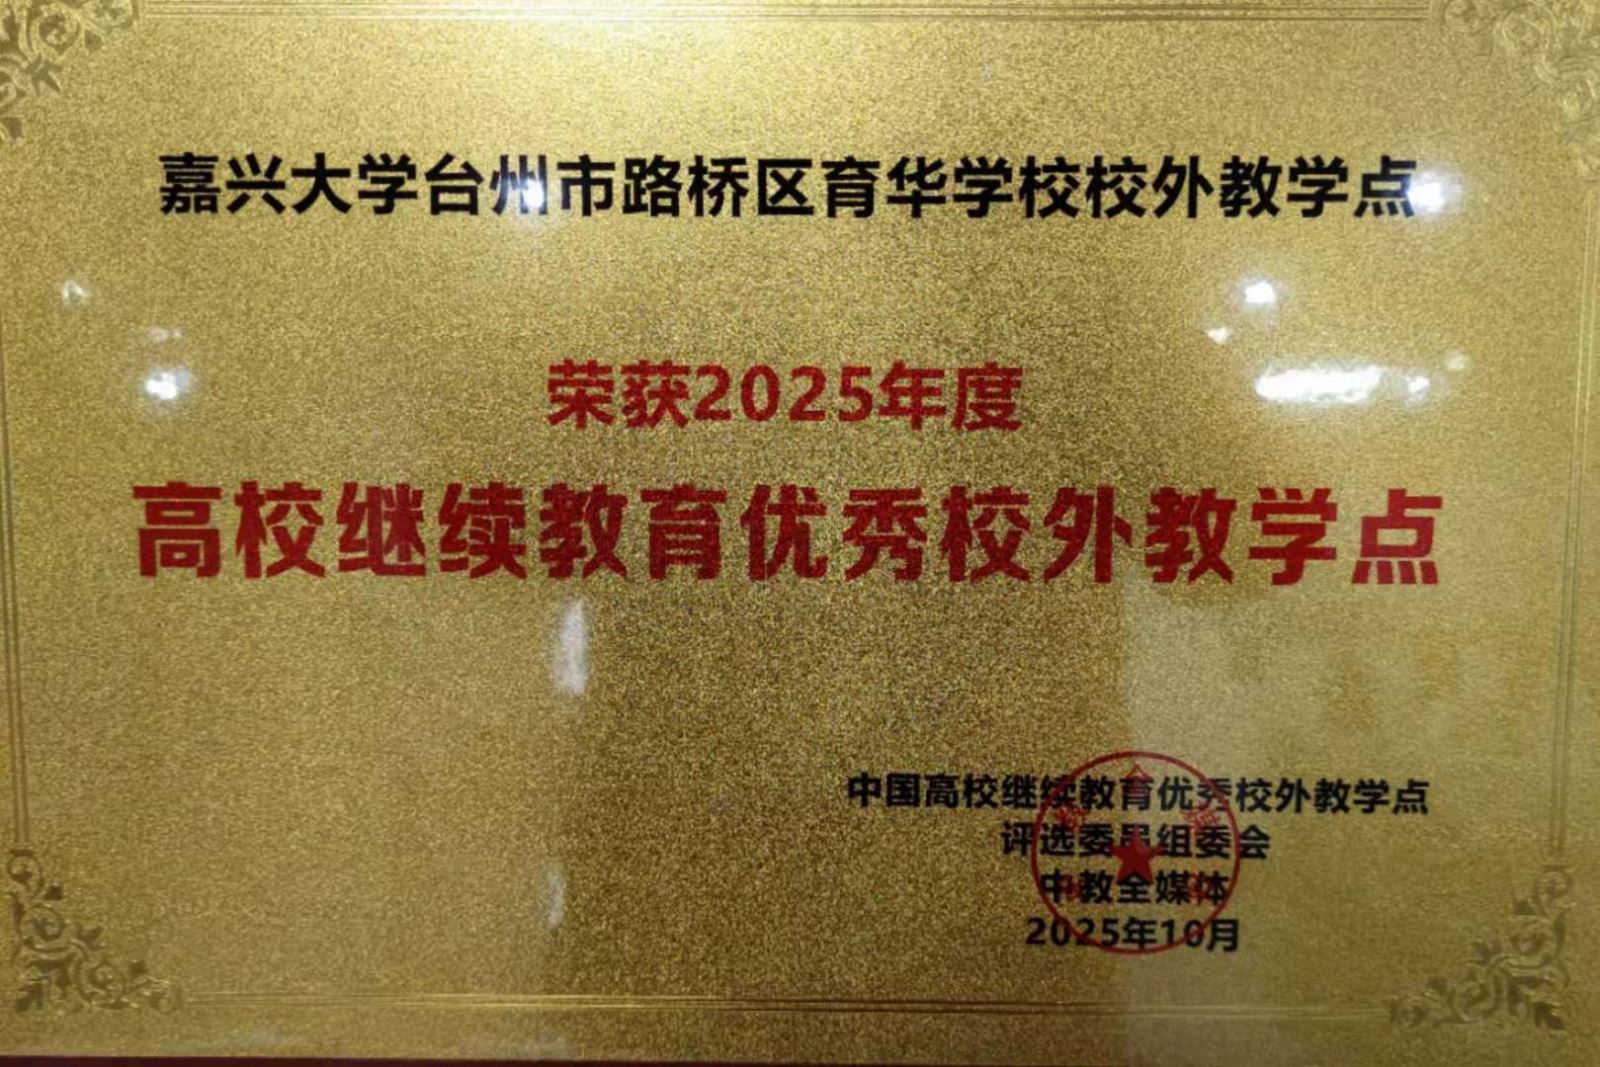 嘉兴大学台州市路桥区育华学校校外教学点
荣获2025年度
高校继续教育优秀校外教学点
中国高校继续教育优秀校外教学点
评选委员组委会
中教全媒体
2025年10月